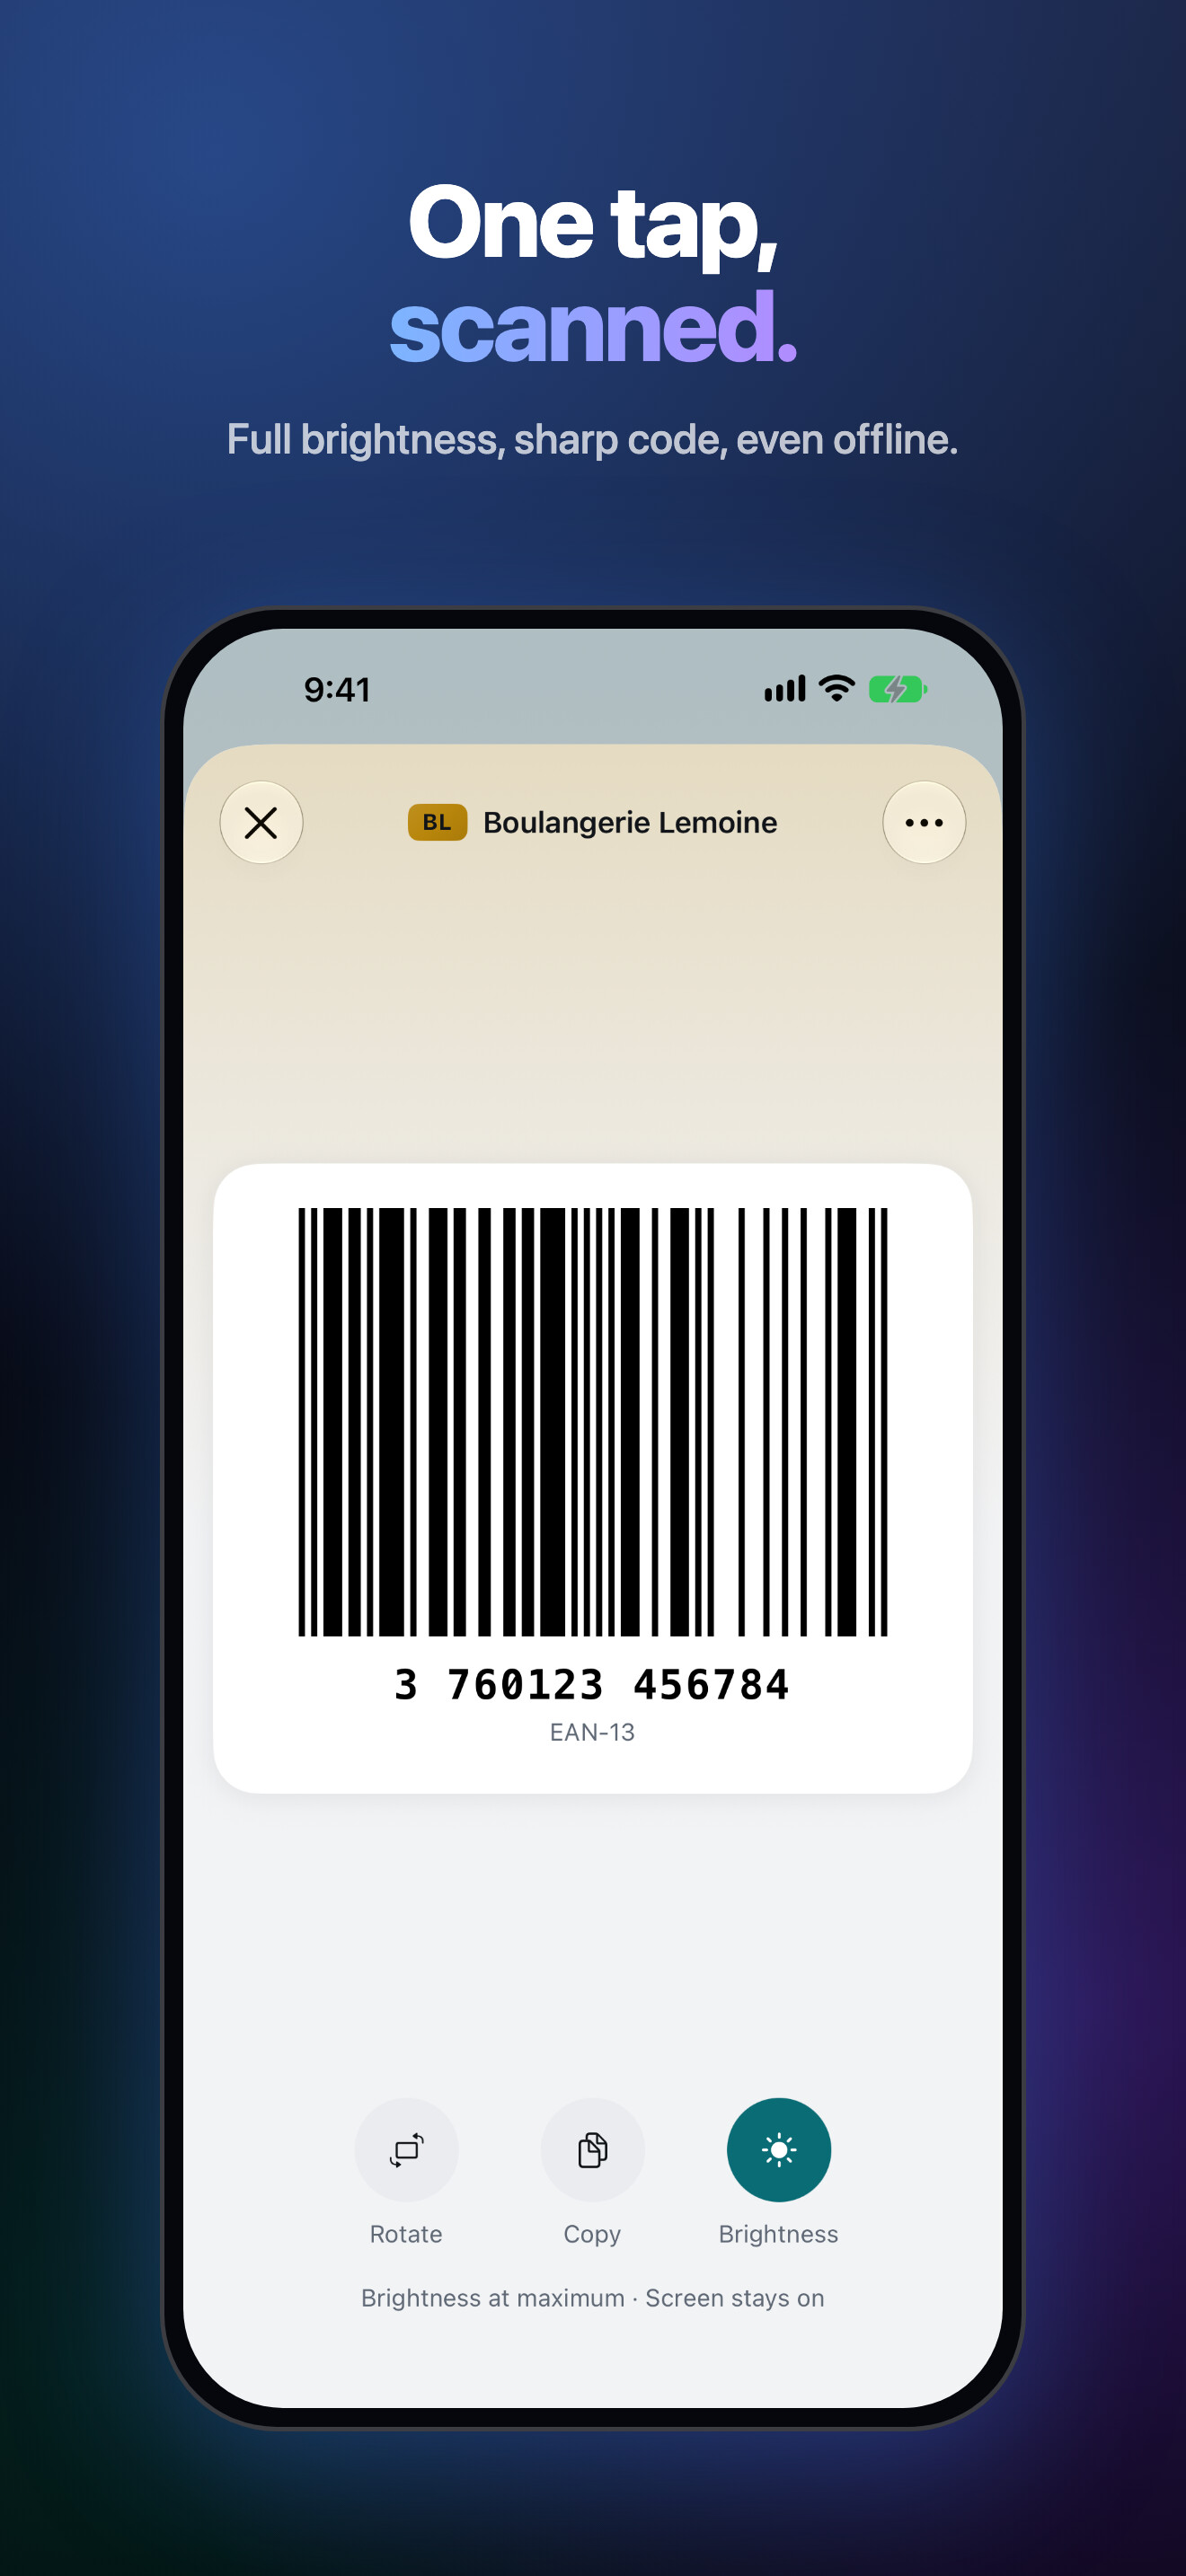 One tap,
scanned.
Full brightness, sharp code, even offline.
9:41
BL Boulangerie Lemoine
3 760123 456784
EAN-13
Rotate Copy Brightness
Brightness at maximum · Screen stays on